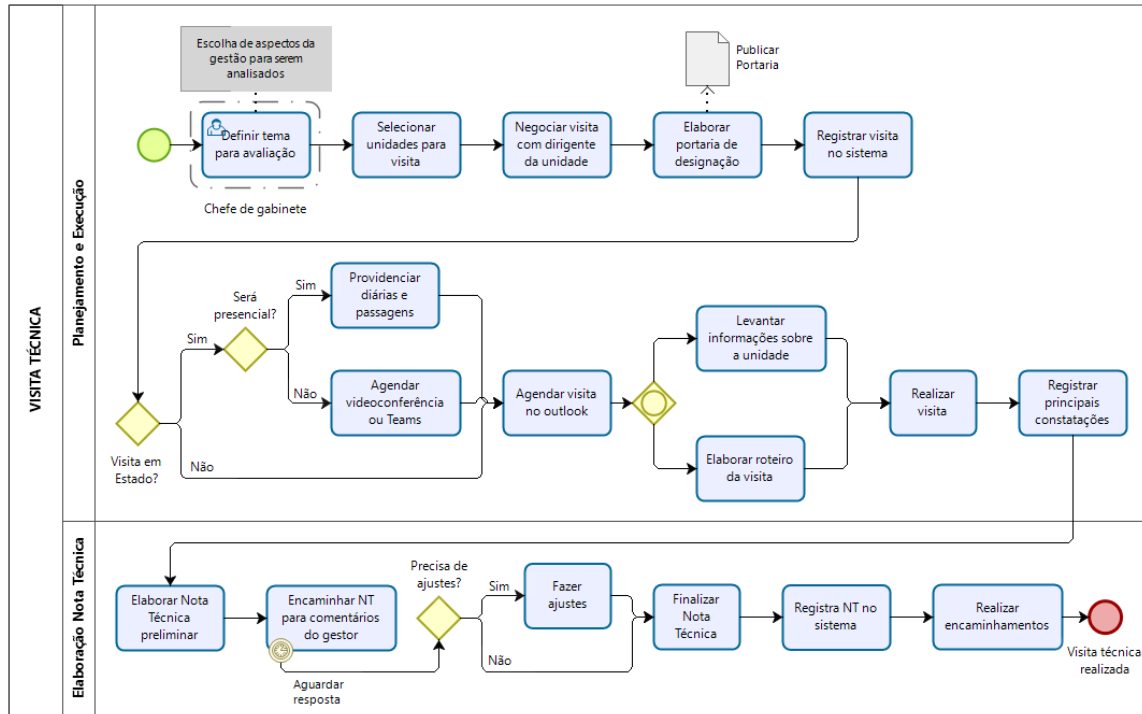 VISITA TÉCNICA
Planejamento e Execução
Escolha de aspectos da
gestão para serem
analisados
Publicar
Portaria
Definir tema
para avaliação
Chefe de gabinete
Selecionar
unidades para
visita
Negociar visita
com dirigente
da unidade
Elaborar
portaria de
designação
Registrar visita
no sistema
Visita em
Estado?
Sim
Não
Será
presencial?
Sim
Não
Providenciar
diárias e
passagens
Agendar
videoconferência
ou Teams
Agendar visita
no outlook
Levantar
informações sobre
a unidade
Elaborar roteiro
da visita
Realizar
visita
Registrar
principais
constatações
Elaboração Nota Técnica
Elaborar Nota
Técnica
preliminar
Encaminhar NT
para comentários
do gestor
Aguardar
resposta
Precisa de
ajustes?
Sim
Não
Fazer
ajustes
Finalizar
Nota
Técnica
Registra NT no
sistema
Realizar
encaminhamentos
Visita técnica
realizada